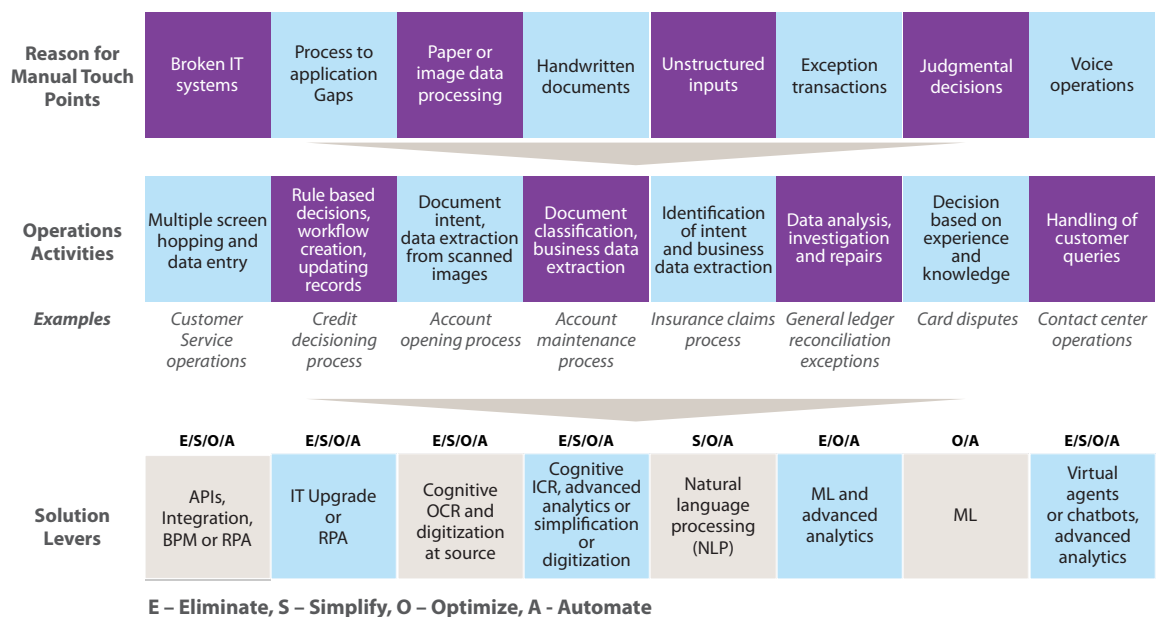 Reason for
Manual Touch
Points
Broken IT
systems
Process to
application
Gaps
Paper or
image data
processing
Handwritten
documents
Unstructured
inputs
Exception
transactions
Judgmental
decisions
Voice
operations
Operations
Activities
Multiple screen
hopping and
data entry
Rule based
decisions,
workflow
creation,
updating
records
Document
intent,
data extraction
from scanned
images
Document
classification,
business data
extraction
Identification
of intent
and business
data extraction
Data analysis,
investigation
and repairs
Decision
based on
experience
and
knowledge
Handling of
customer
queries
Examples
Customer
Service
operations
Credit
decisioning
process
Account
opening process
Account
maintenance
process
Insurance claims
process
General ledger
reconciliation
exceptions
Card disputes
Contact center
operations
E/S/O/A
E/S/O/A
E/S/O/A
E/S/O/A
S/O/A
E/O/A
O/A
E/S/O/A
Solution
Levers
APIs,
Integration,
BPM or RPA
IT Upgrade
or
RPA
Cognitive
OCR and
digitization
at source
Cognitive
ICR, advanced
analytics or
simplification
or
digitization
Natural
language
processing
(NLP)
ML and
advanced
analytics
ML
Virtual
agents
or chatbots,
advanced
analytics
E – Eliminate, S – Simplify, O – Optimize, A - Automate